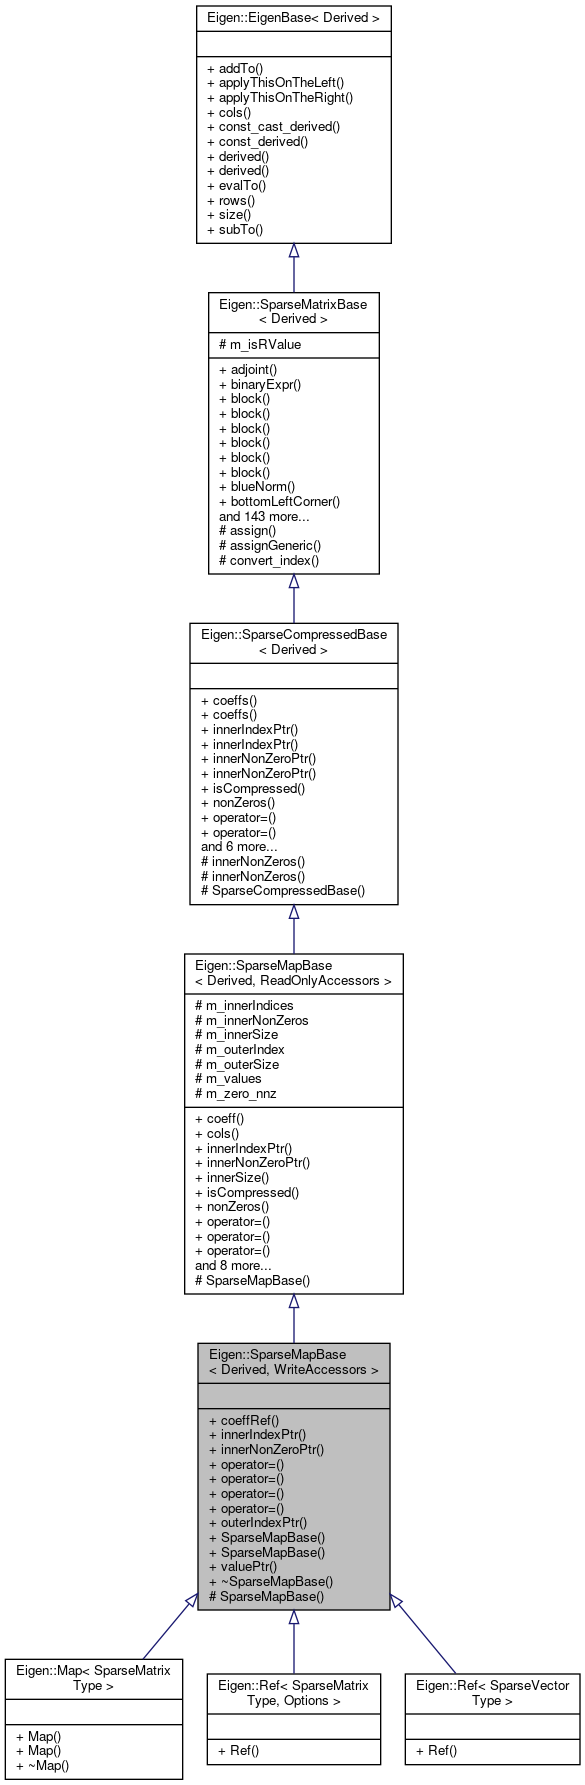 Eigen::EigenBase< Derived >
+ addTo()
+ applyThisOnTheLeft()
+ applyThisOnTheRight()
+ cols()
+ const_cast_derived()
+ const_derived()
+ derived()
+ derived()
+ evalTo()
+ rows()
+ size()
+ subTo()
Eigen::SparseMatrixBase
< Derived >
# m_isRValue
+ adjoint()
+ binaryExpr()
+ block()
+ block()
+ block()
+ block()
+ block()
+ block()
+ blueNorm()
+ bottomLeftCorner()
and 143 more...
# assign()
# assignGeneric()
# convert_index()
Eigen::SparseCompressedBase
< Derived >
+ coeffs()
+ coeffs()
+ innerIndexPtr()
+ innerIndexPtr()
+ innerNonZeroPtr()
+ innerNonZeroPtr()
+ isCompressed()
+ nonZeros()
+ operator=()
+ operator=()
and 6 more...
# innerNonZeros()
# innerNonZeros()
# SparseCompressedBase()
Eigen::SparseMapBase
< Derived, ReadOnlyAccessors >
# m_innerIndices
# m_innerNonZeros
# m_innerSize
# m_outerIndex
# m_outerSize
# m_values
# m_zero_nnz
+ coeff()
+ cols()
+ innerIndexPtr()
+ innerNonZeroPtr()
+ innerSize()
+ isCompressed()
+ nonZeros()
+ operator=()
+ operator=()
+ operator=()
and 8 more...
# SparseMapBase()
Eigen::SparseMapBase
< Derived, WriteAccessors >
+ coeffRef()
+ innerIndexPtr()
+ innerNonZeroPtr()
+ operator=()
+ operator=()
+ operator=()
+ operator=()
+ outerIndexPtr()
+ SparseMapBase()
+ SparseMapBase()
+ valuePtr()
+ ~SparseMapBase()
# SparseMapBase()
Eigen::Map< SparseMatrix
Type >
+ Map()
+ Map()
+ ~Map()
Eigen::Ref< SparseMatrix
Type, Options >
+ Ref()
Eigen::Ref< SparseVector
Type >
+ Ref()